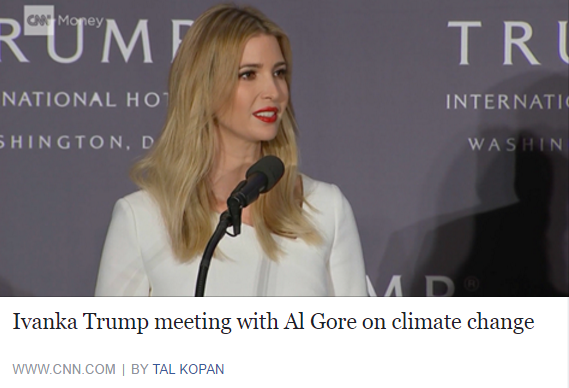 CNN Money
TRUM
TRU
NATIONAL HOT
INTERNATIO
SHINGTON, D
WASHIN
MP®
Ivanka Trump meeting with Al Gore on climate change
WWW.CNN.COM | BY TAL KOPAN